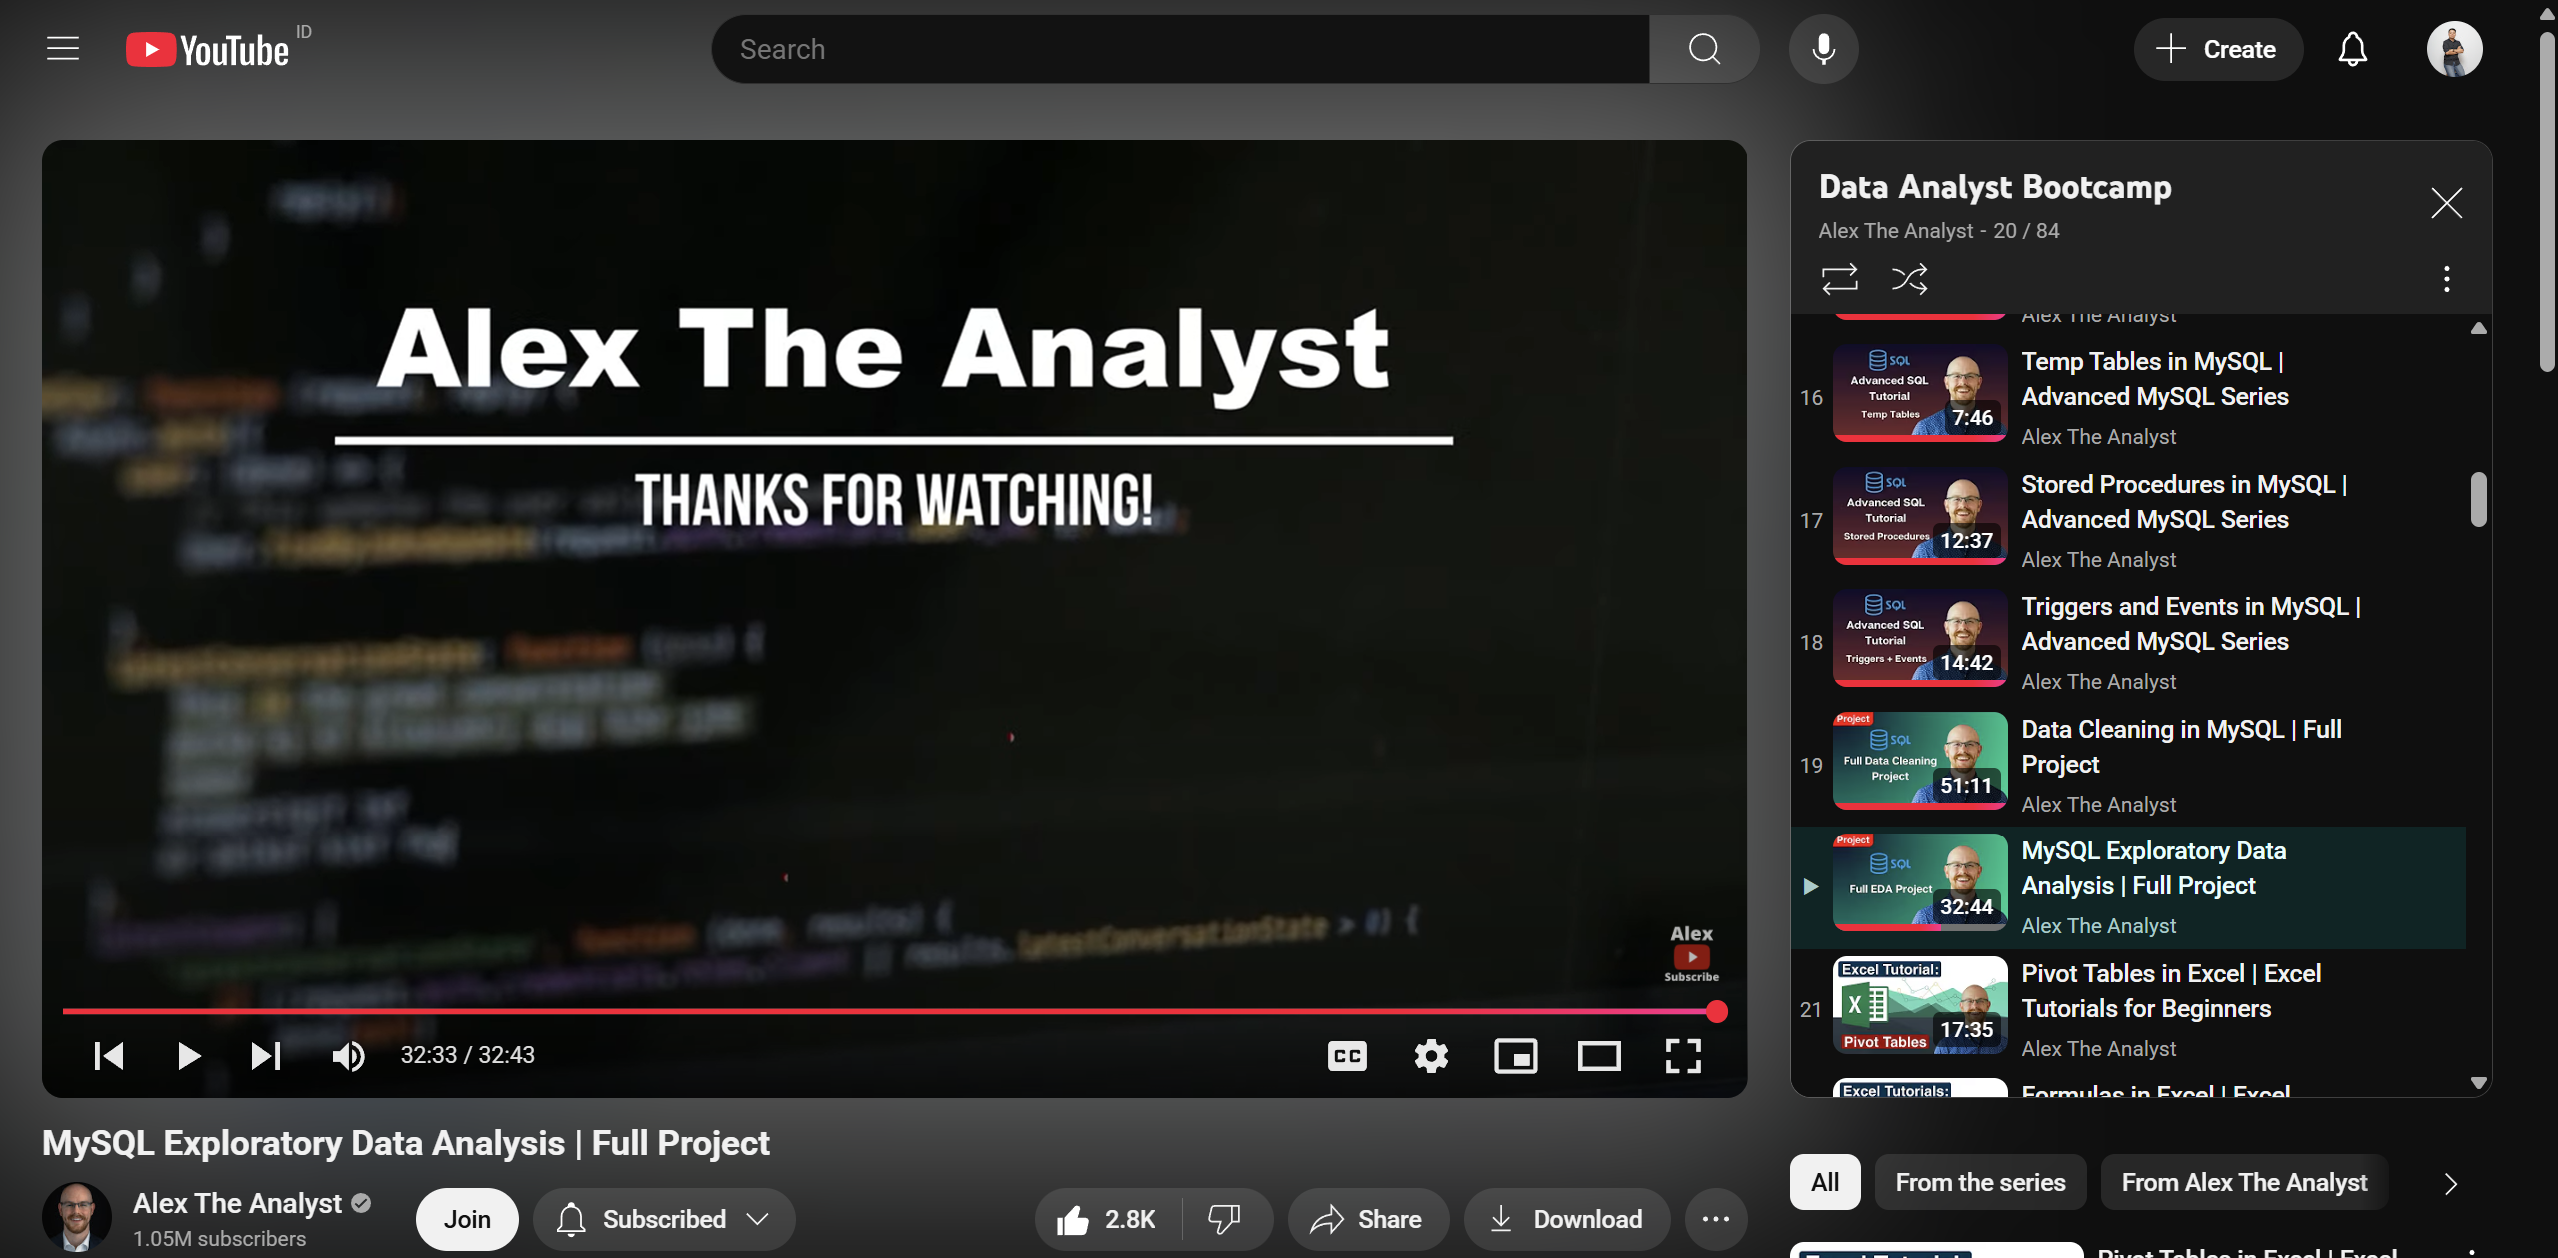 YouTube ID
Search
Create
Alex The Analyst
THANKS FOR WATCHING!
Alex
Subscribe
32:33 / 32:43
CC
MySQL Exploratory Data Analysis | Full Project
Alex The Analyst
1.05M subscribers
Join
Subscribed
2.8K
Share
Download
Data Analyst Bootcamp
Alex The Analyst - 20 / 84
Alex The Analyst
16
SQL
Advanced SQL
Tutorial
Temp Tables
7:46
Temp Tables in MySQL |
Advanced MySQL Series
Alex The Analyst
17
SQL
Advanced SQL
Tutorial
Stored Procedures
12:37
Stored Procedures in MySQL |
Advanced MySQL Series
Alex The Analyst
18
SQL
Advanced SQL
Tutorial
Triggers + Events
14:42
Triggers and Events in MySQL |
Advanced MySQL Series
Alex The Analyst
19
Project
SQL
Full Data Cleaning
Project
51:11
Data Cleaning in MySQL | Full
Project
Alex The Analyst
Project
SQL
Full EDA Project
32:44
MySQL Exploratory Data
Analysis | Full Project
Alex The Analyst
21
Excel Tutorial:
X
17:35
Pivot Tables
Pivot Tables in Excel | Excel
Tutorials for Beginners
Alex The Analyst
Excel Tutorials:
Formulas in Excel | Excel
All
From the series
From Alex The Analyst
Pivot Tables in Excel | Excel